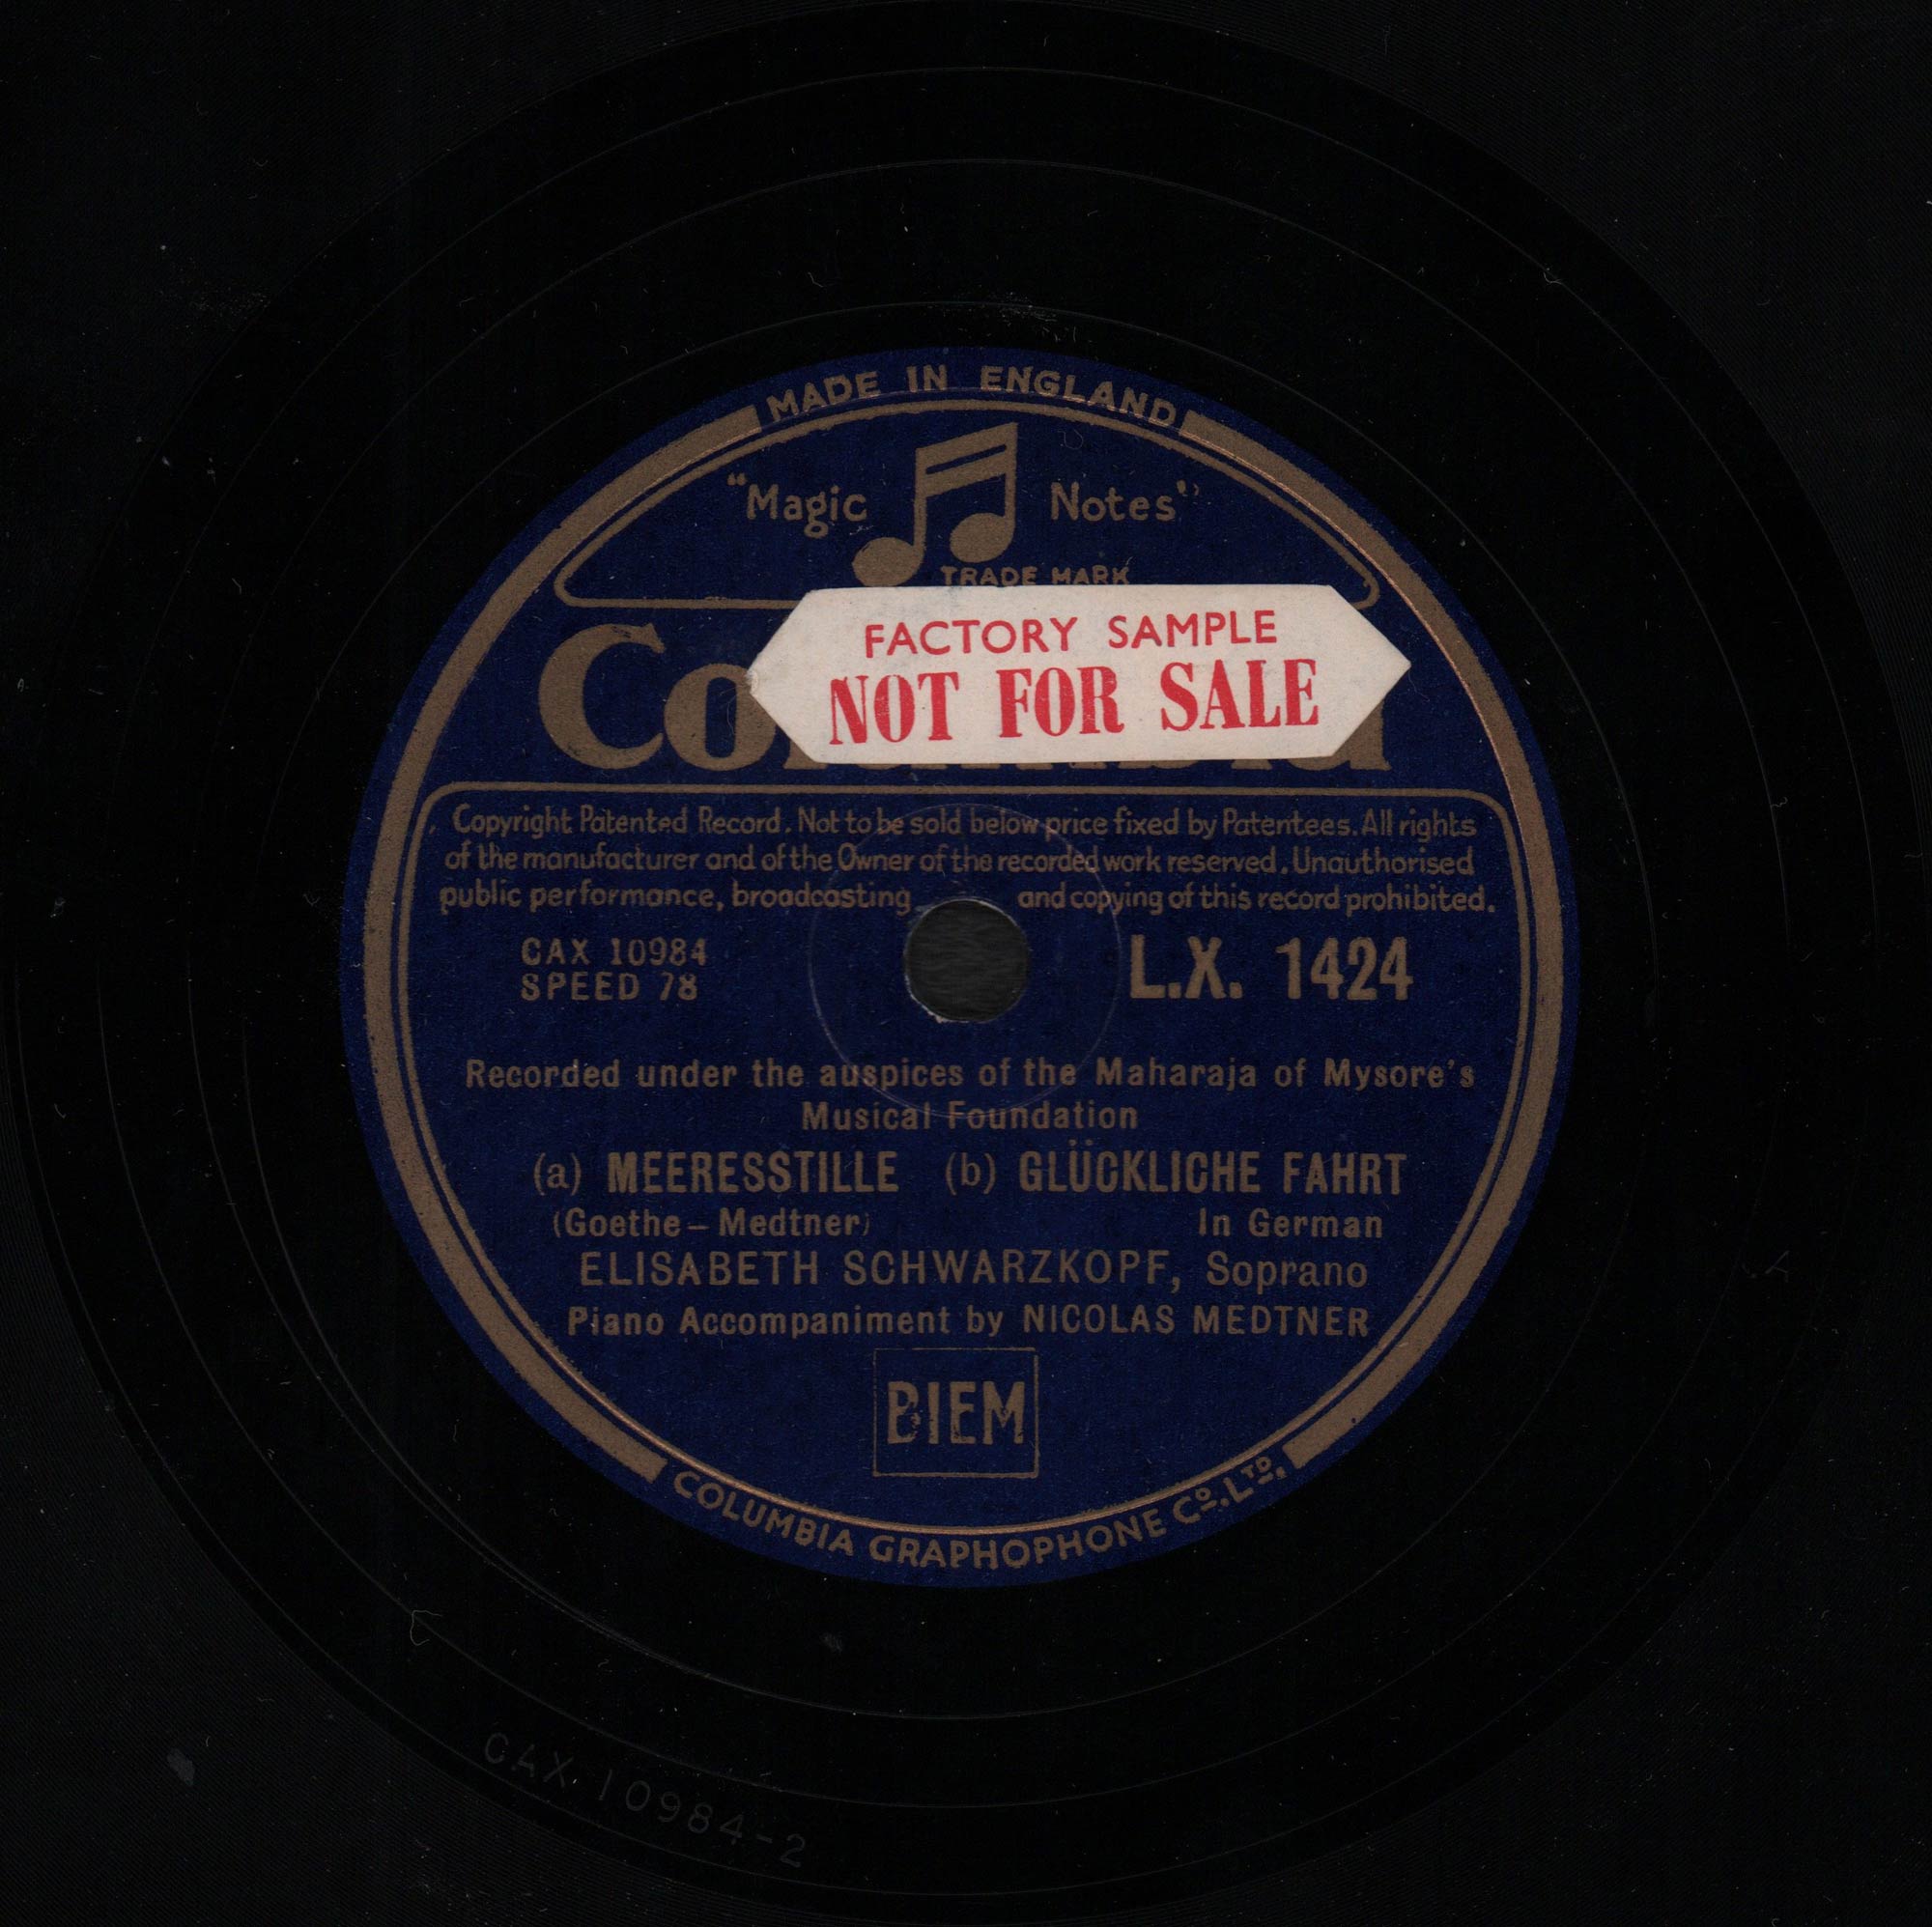 MADE IN ENGLAND
"Magic Notes"
TRADE MARK
FACTORY SAMPLE
NOT FOR SALE
Columbia
Copyright Patented Record. Not to be sold below price fixed by Patentees. All rights
of the manufacturer and of the Owner of the recorded work reserved. Unauthorised
public performance, broadcasting and copying of this record prohibited.
CAX 10984
SPEED 78
L.X. 1424
Recorded under the auspices of the Maharaja of Mysore's
Musical Foundation
(a) MEERESSTILLE (b) GLÜCKLICHE FAHRT
(Goethe – Medtner) In German
ELISABETH SCHWARZKOPF, Soprano
Piano Accompaniment by NICOLAS MEDTNER
BIEM
COLUMBIA GRAPHOPHONE Co. LTD.
CAX 10984-2